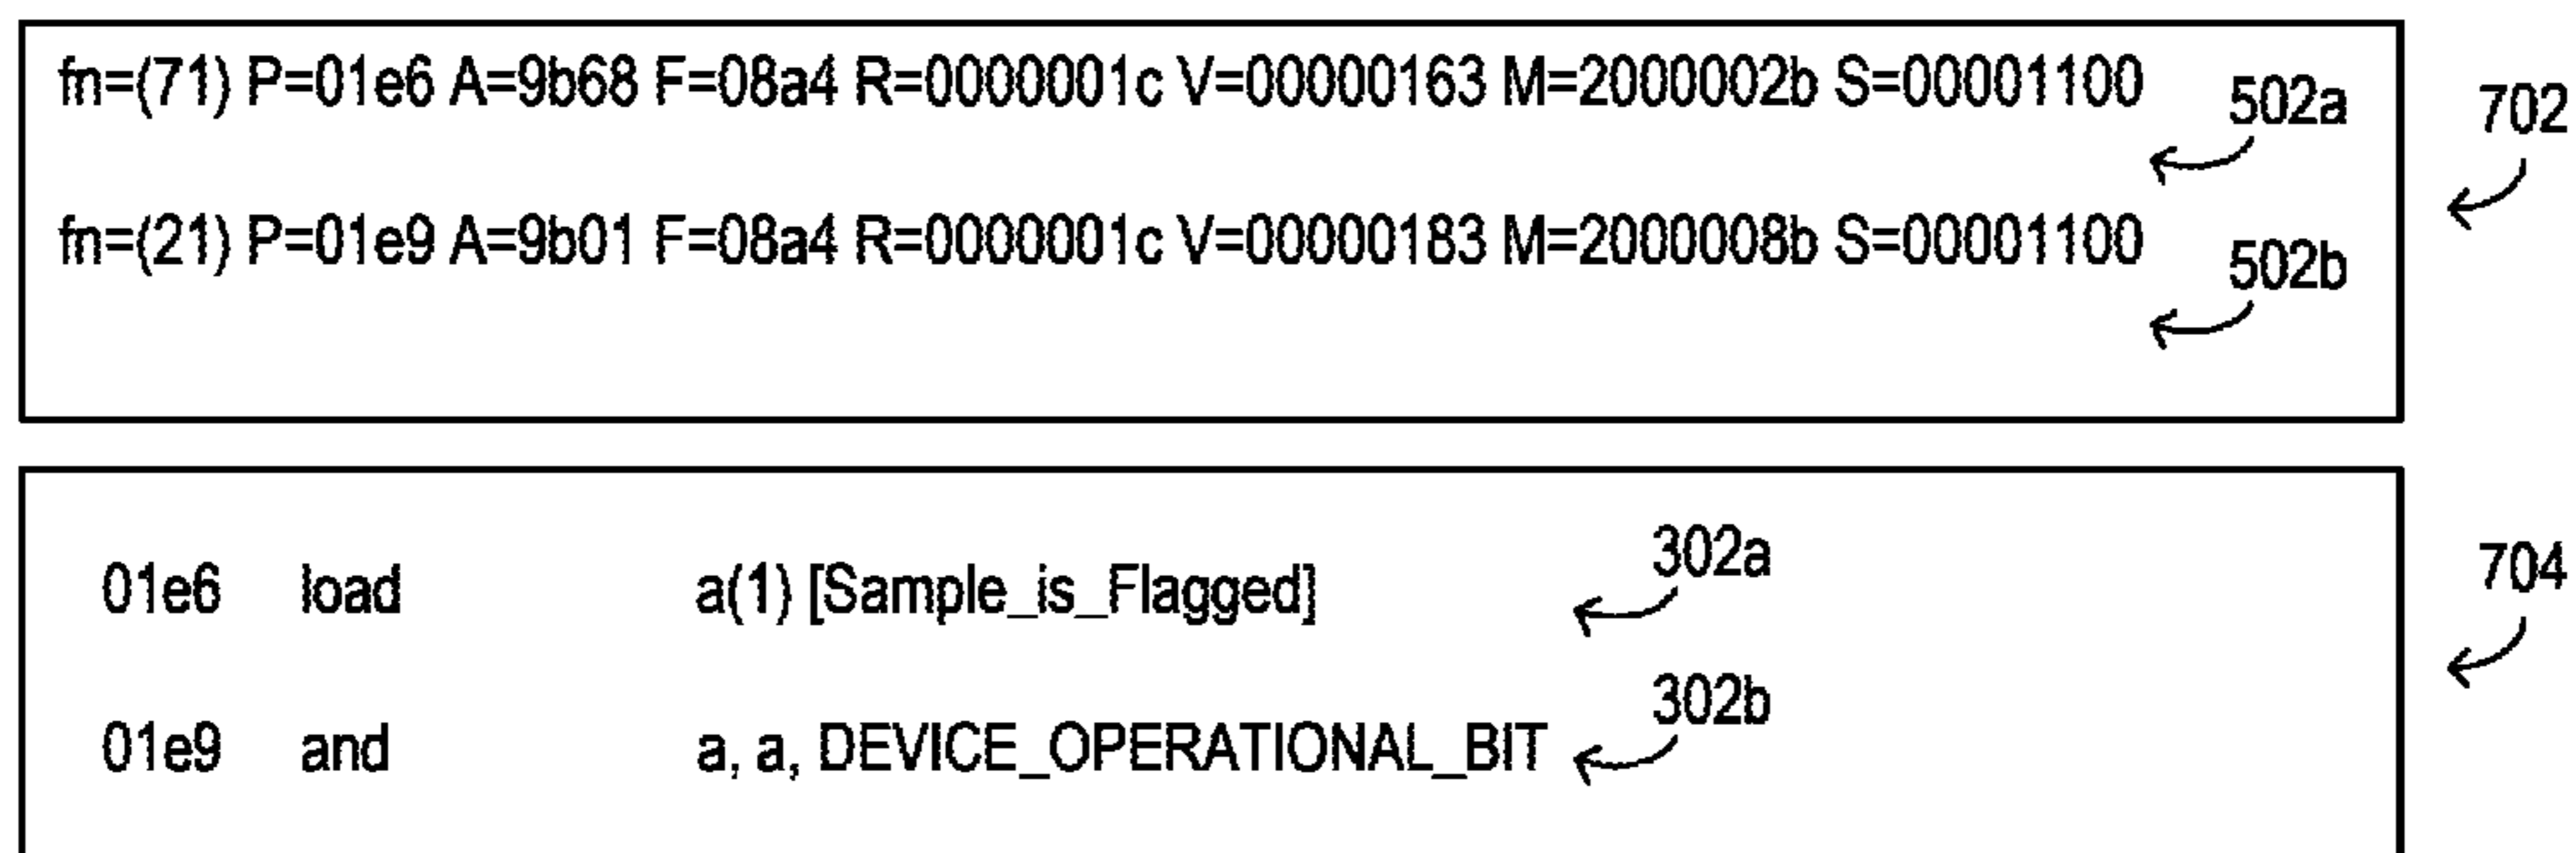 fn=(71) P=01e6 A=9b68 F=08a4 R=0000001c V=00000163 M=2000002b S=00001100
502a
702
fn=(21) P=01e9 A=9b01 F=08a4 R=0000001c V=00000183 M=2000008b S=00001100
502b
01e6 load a(1) [Sample_is_Flagged]
302a
704
01e9 and a, a, DEVICE_OPERATIONAL_BIT
302b